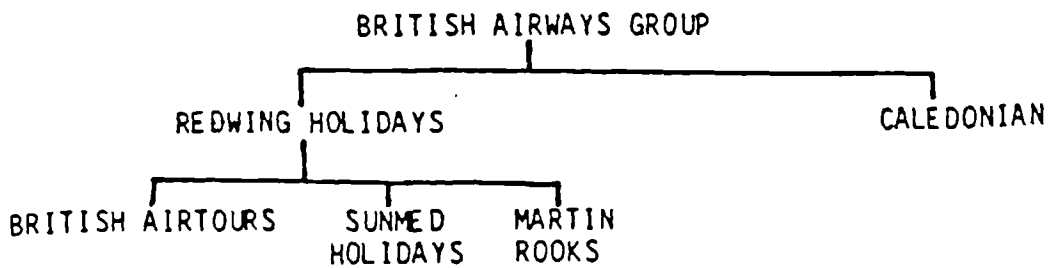 BRITISH AIRWAYS GROUP
REDWING HOLIDAYS
CALEDONIAN
BRITISH AIRTOURS
SUNMED
HOLIDAYS
MARTIN
ROOKS